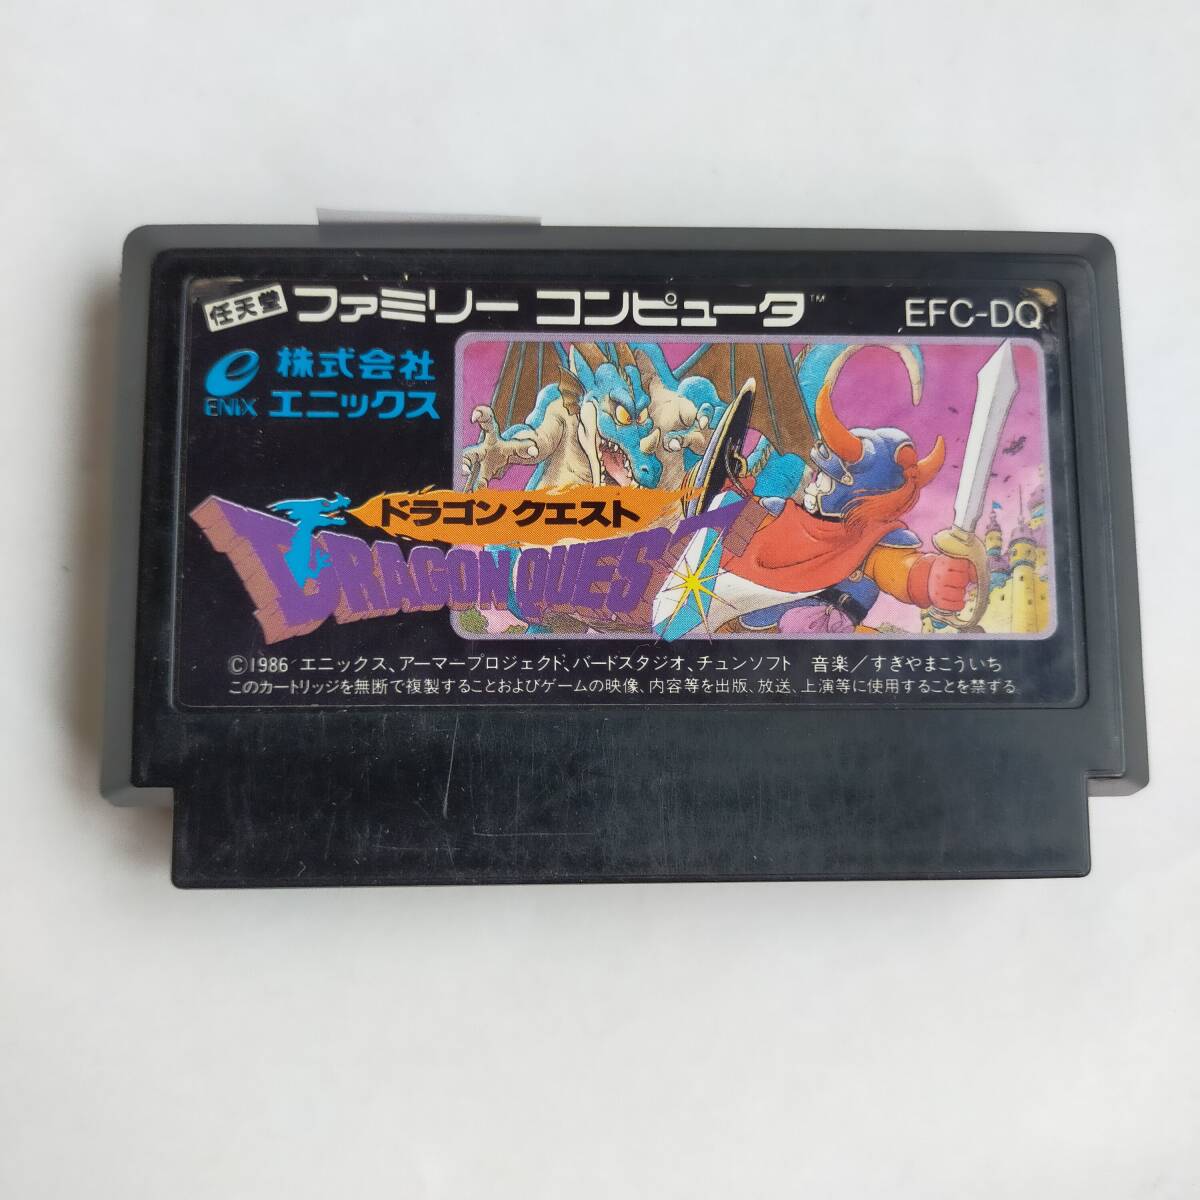 任天堂 ファミリー コンピュータ™ EFC-DQ
e 株式会社
ENIX エニックス
ドラゴンクエスト
DRAGON QUEST
©1986 エニックス、アーマープロジェクト、バードスタジオ、チュンソフト 音楽／すぎやまこういち
このカートリッジを無断で複製することおよびゲームの映像、内容等を出版、放送、上演等に使用することを禁ずる